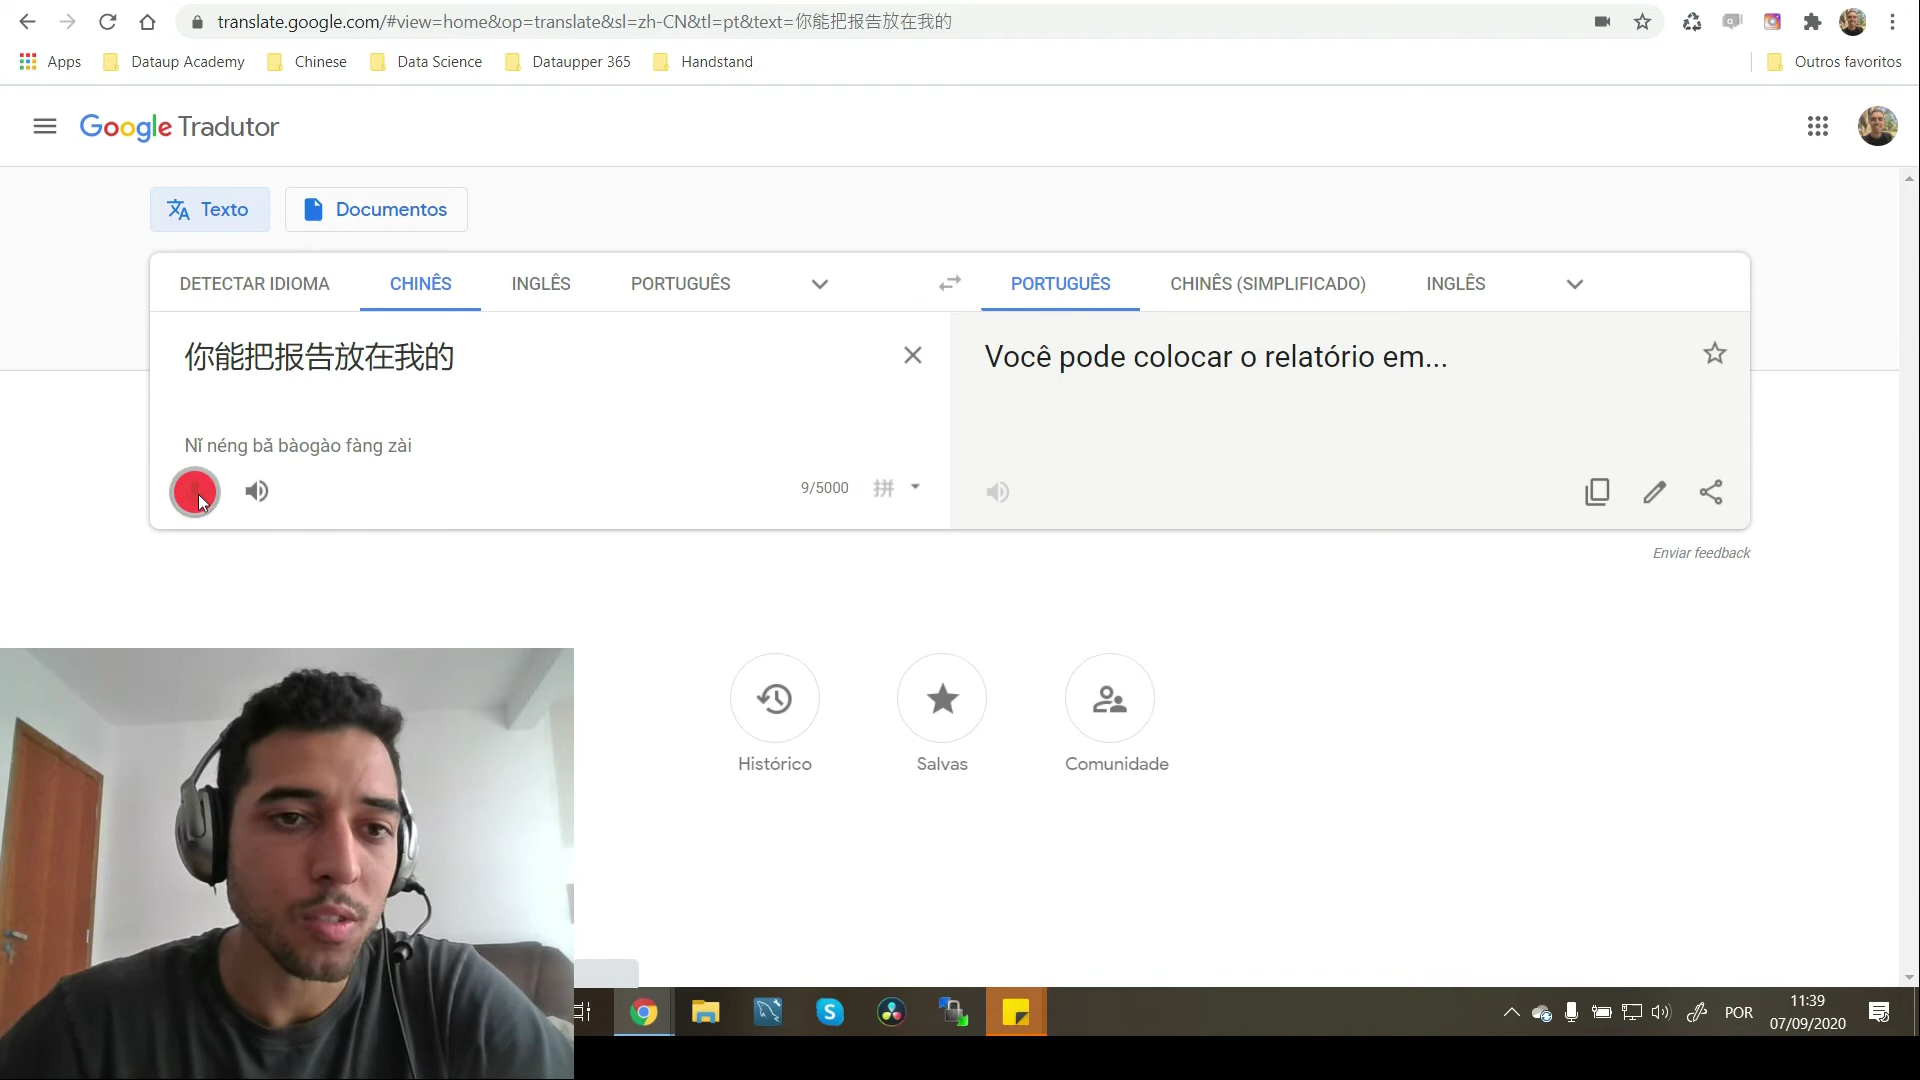 translate.google.com/#view=home&op=translate&sl=zh-CN&tl=pt&text=你能把报告放在我的
Apps
Dataup Academy
Chinese
Data Science
Dataupper 365
Handstand
Outros favoritos
Google Tradutor
Texto
Documentos
DETECTAR IDIOMA
CHINÊS
INGLÊS
PORTUGUÊS
PORTUGUÊS
CHINÊS (SIMPLIFICADO)
INGLÊS
你能把报告放在我的
Você pode colocar o relatório em...
Nǐ néng bǎ bàogào fàng zài
9/5000
拼
Enviar feedback
Histórico
Salvas
Comunidade
POR
11:39
07/09/2020